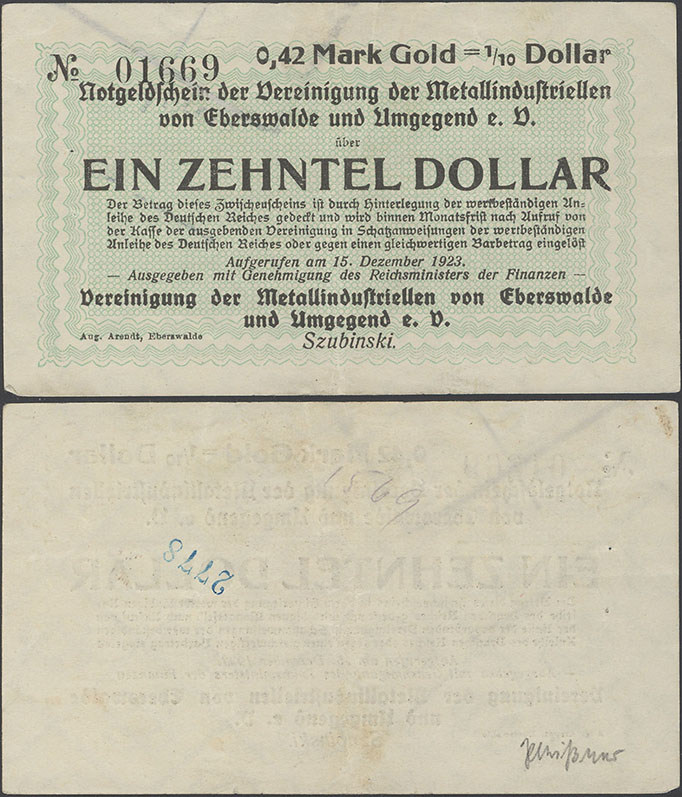 № 01669
0,42 Mark Gold = 1/10 Dollar
Notgeldschein der Vereinigung der Metallindustriellen
von Eberswalde und Umgegend e. V.
über
EIN ZEHNTEL DOLLAR
Der Betrag dieses Zwischenscheins ist durch Hinterlegung der wertbeständigen An-
leihe des Deutschen Reiches gedeckt und wird binnen Monatsfrist nach Aufruf von
der Kasse der ausgebenden Vereinigung in Schatzanweisungen der wertbeständigen
Anleihe des Deutschen Reiches oder gegen einen gleichwertigen Barbetrag eingelöst
Aufgerufen am 15. Dezember 1923.
— Ausgegeben mit Genehmigung des Reichsministers der Finanzen —
Vereinigung der Metallindustriellen von Eberswalde
und Umgegend e. V.
Aug. Arendt, Eberswalde
Szubinski.
2778